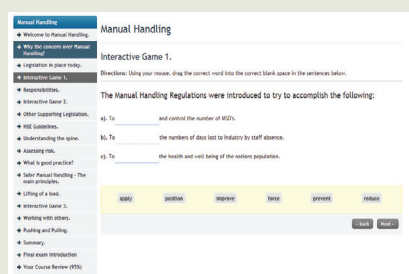 Manual Handling
Welcome to Manual Handling.
Why the concern over Manual Handling?
Legislation in place today.
Interactive Game 1.
Responsibilities.
Interactive Game 2.
Other Supporting Legislation.
HSE Guidelines.
Understanding the spine.
Assessing risk.
What is good practice?
Safer Manual Handling - The
main principles.
Lifting of a load.
Interactive Game 3.
Working with others.
Pushing and Pulling.
Summary.
Final exam introduction
Your Course Review (95%)
Manual Handling
Interactive Game 1.
Directions: Using your mouse, drag the correct word into the correct blank space in the sentences below.
The Manual Handling Regulations were introduced to try to accomplish the following:
a). To and control the number of MSD's.
b). To the numbers of days lost to industry by staff absence.
c). To the health and well being of the nations population.
apply position improve force prevent reduce
- Back Next -